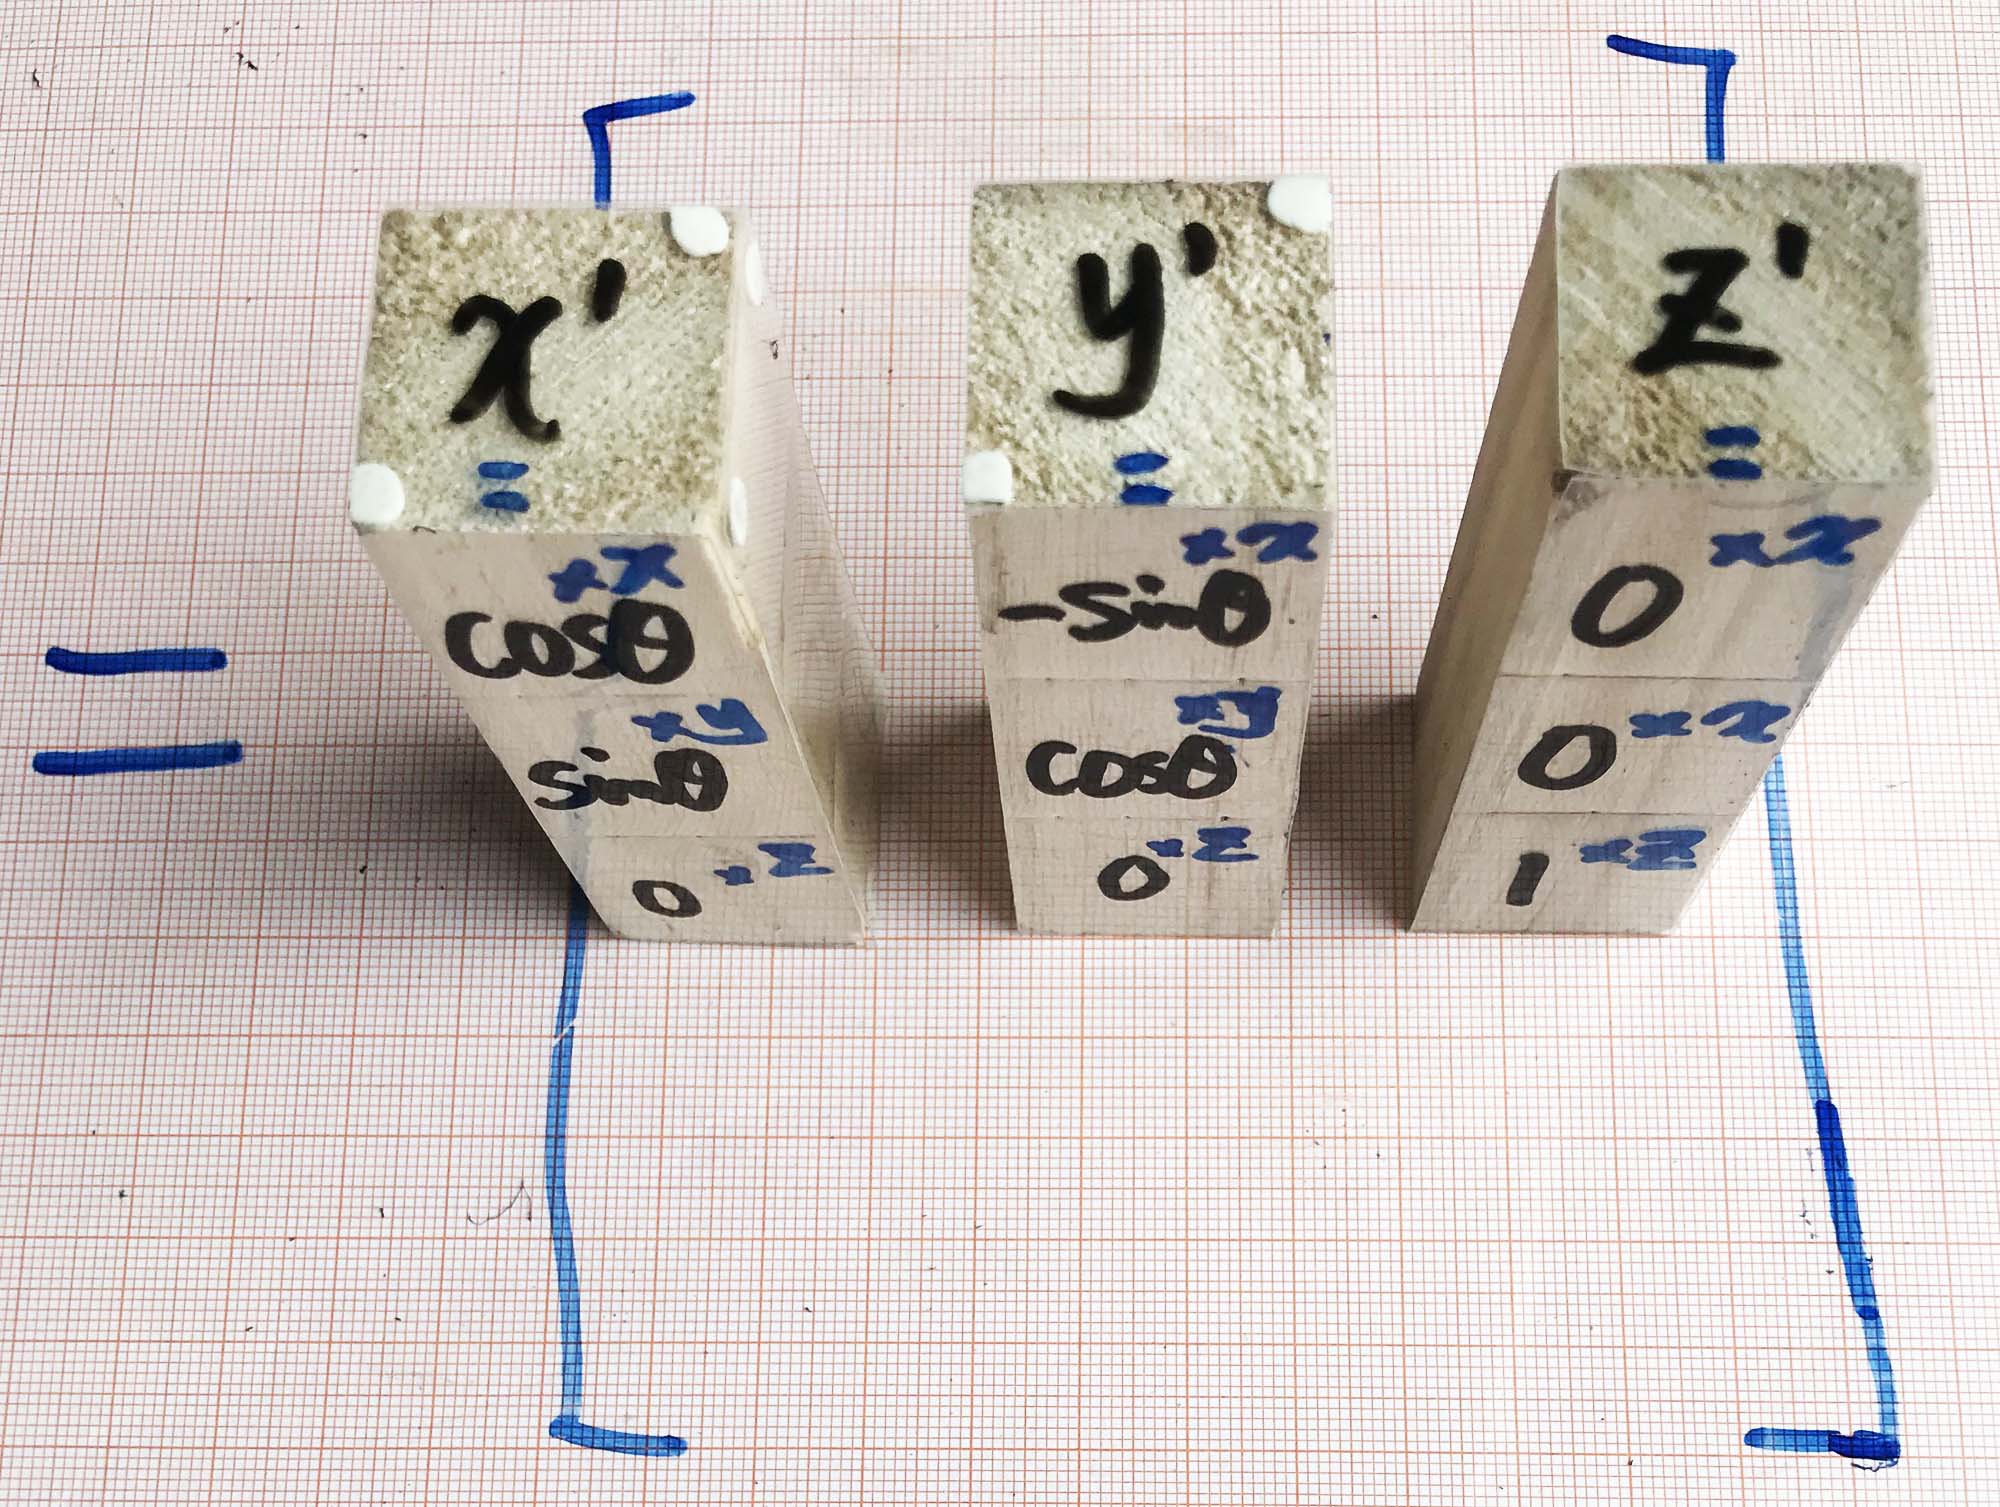 =
x' =
cosθ ×x
sinθ ×y
0 ×z
y' =
-sinθ ×x
cosθ ×y
0 ×z
z' =
0 ×x
0 ×x
1 ×z